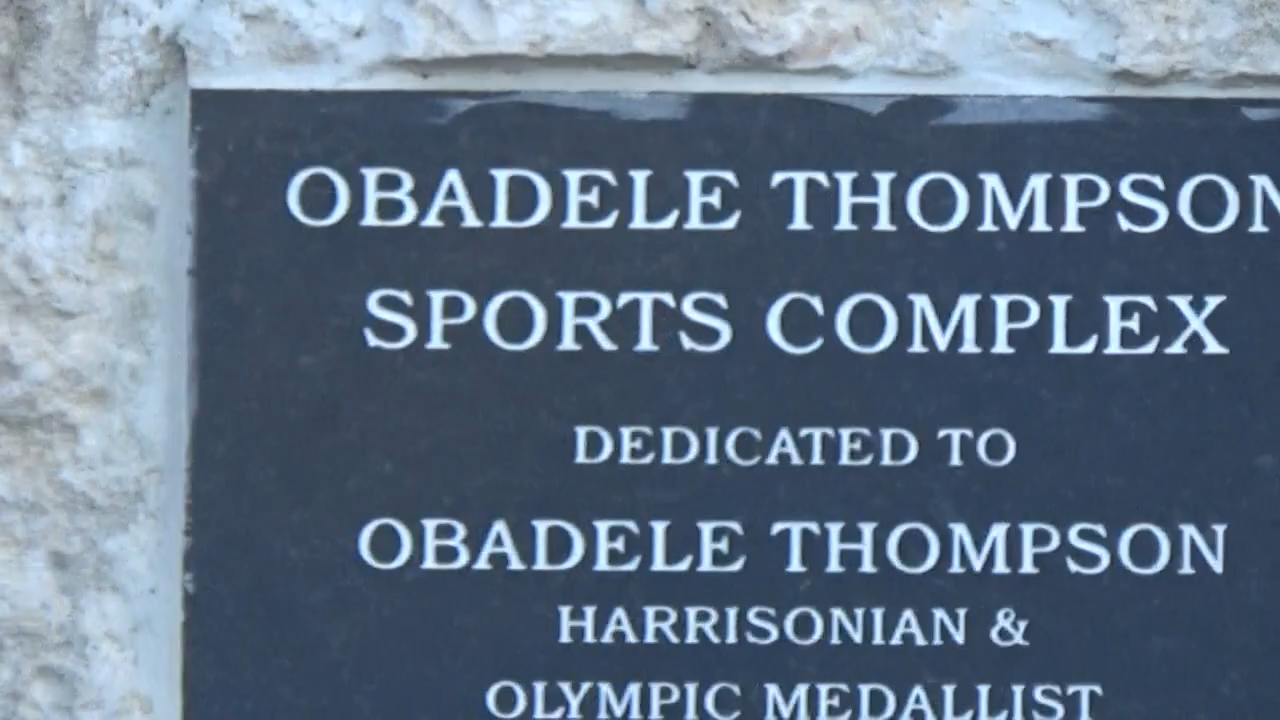 OBADELE THOMPSON
SPORTS COMPLEX
DEDICATED TO
OBADELE THOMPSON
HARRISONIAN &
OLYMPIC MEDALLIST